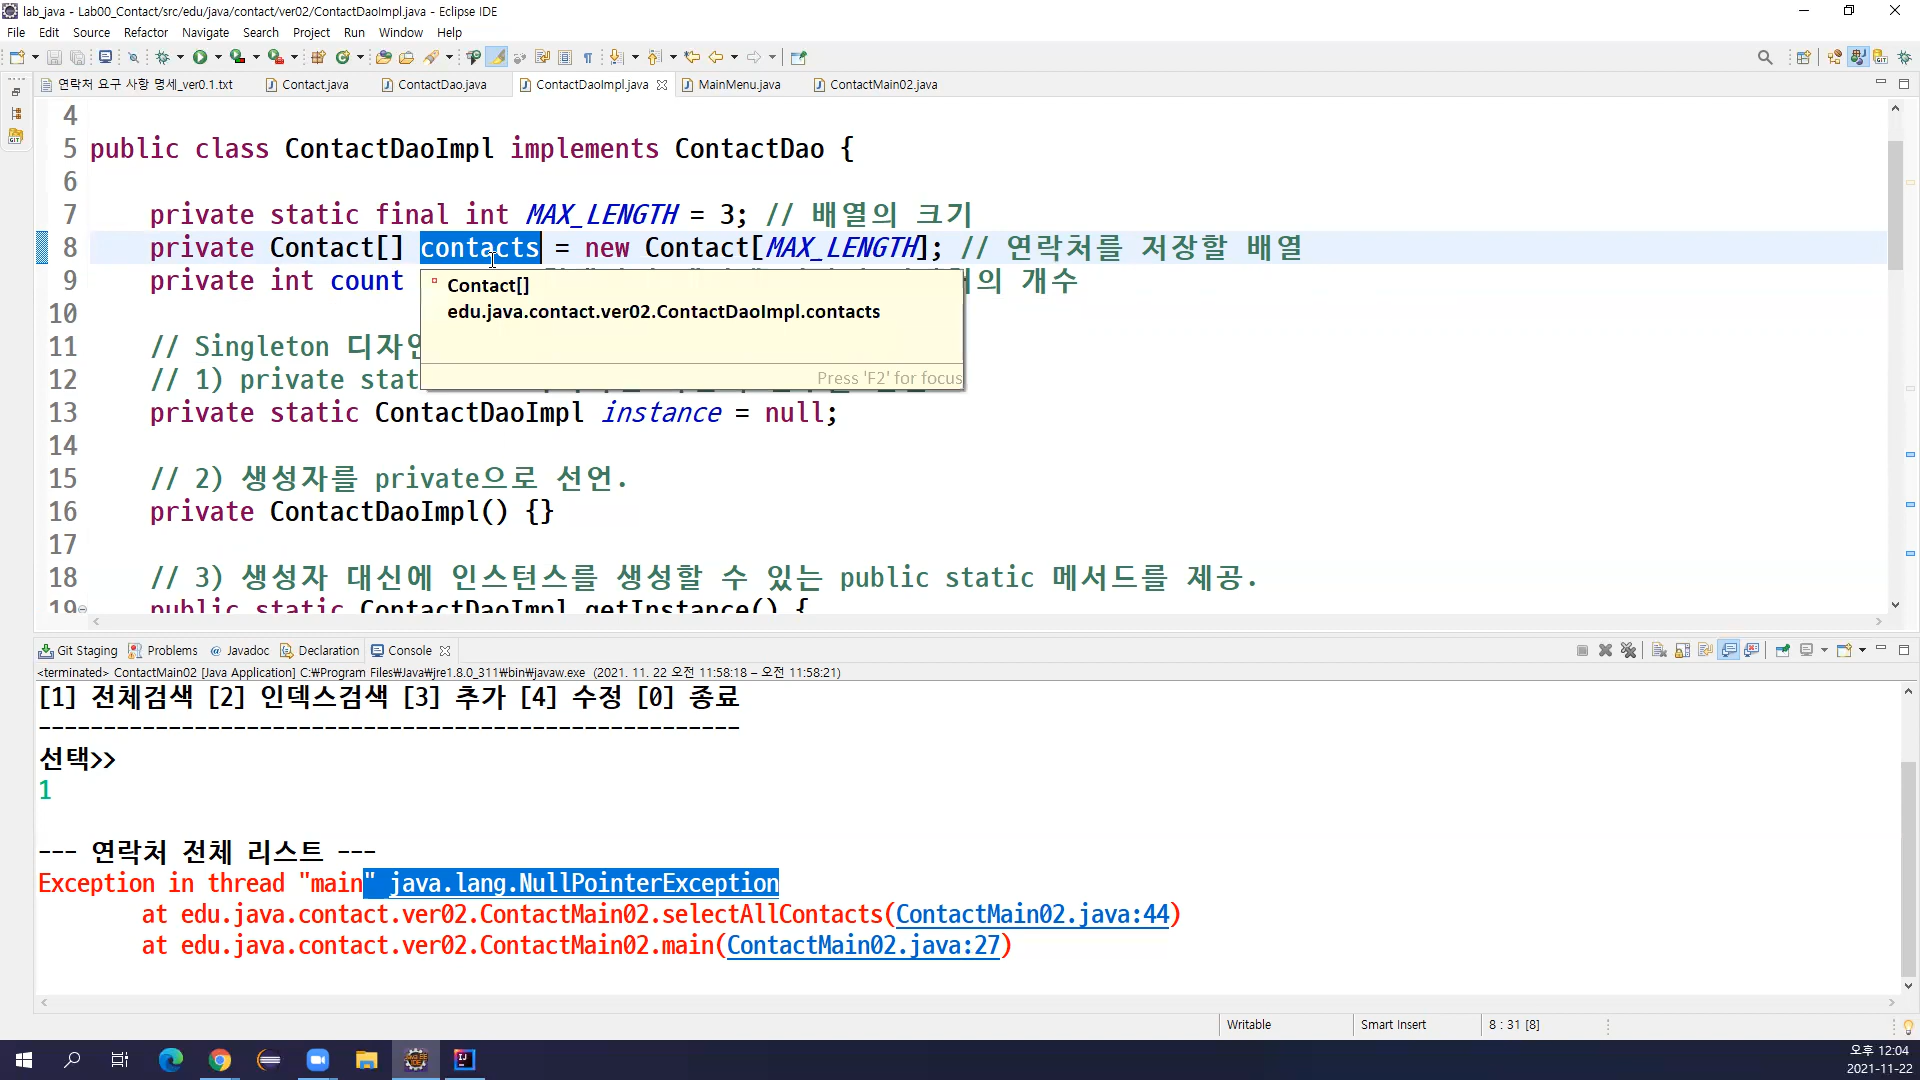 lab_java - Lab00_Contact/src/edu/java/contact/ver02/ContactDaoImpl.java - Eclipse IDE
File Edit Source Refactor Navigate Search Project Run Window Help
연락처 요구 사항 명세_ver0.1.txt Contact.java ContactDao.java ContactDaoImpl.java MainMenu.java ContactMain02.java
4
5 public class ContactDaoImpl implements ContactDao {
6
7 private static final int MAX_LENGTH = 3; // 배열의 크기
8 private Contact[] contacts = new Contact[MAX_LENGTH]; // 연락처를 저장할 배열
9 private int count 의 개수
Contact[]
edu.java.contact.ver02.ContactDaoImpl.contacts
Press 'F2' for focus
10
11 // Singleton 디자인
12 // 1) private stat
13 private static ContactDaoImpl instance = null;
14
15 // 2) 생성자를 private으로 선언.
16 private ContactDaoImpl() {}
17
18 // 3) 생성자 대신에 인스턴스를 생성할 수 있는 public static 메서드를 제공.
19 public static ContactDaoImpl getInstance() {
Git Staging Problems @ Javadoc Declaration Console
<terminated> ContactMain02 [Java Application] C:₩Program Files₩Java₩jre1.8.0_311₩bin₩javaw.exe (2021. 11. 22 오전 11:58:18 – 오전 11:58:21)
[1] 전체검색 [2] 인덱스검색 [3] 추가 [4] 수정 [0] 종료
------------------------------------------------------
선택>>
1
--- 연락처 전체 리스트 ---
Exception in thread "main" java.lang.NullPointerException
at edu.java.contact.ver02.ContactMain02.selectAllContacts(ContactMain02.java:44)
at edu.java.contact.ver02.ContactMain02.main(ContactMain02.java:27)
Writable Smart Insert 8 : 31 [8]
오후 12:04
2021-11-22